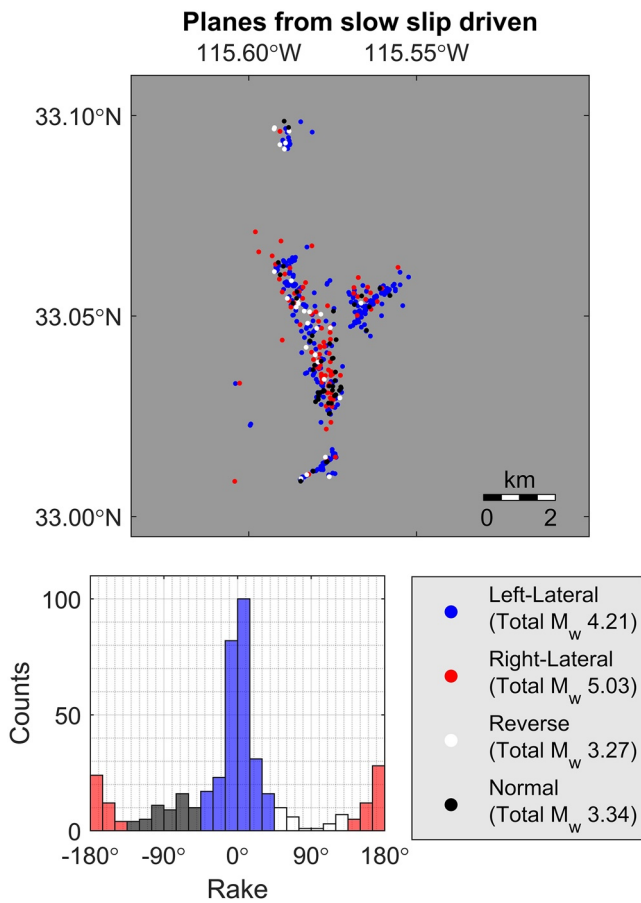 Planes from slow slip driven
115.60°W 115.55°W
33.10°N
33.05°N
33.00°N
km
0 2
100
50
0
Counts
-180° -90° 0° 90° 180°
Rake
Left-Lateral
(Total Mw 4.21)
Right-Lateral
(Total Mw 5.03)
Reverse
(Total Mw 3.27)
Normal
(Total Mw 3.34)